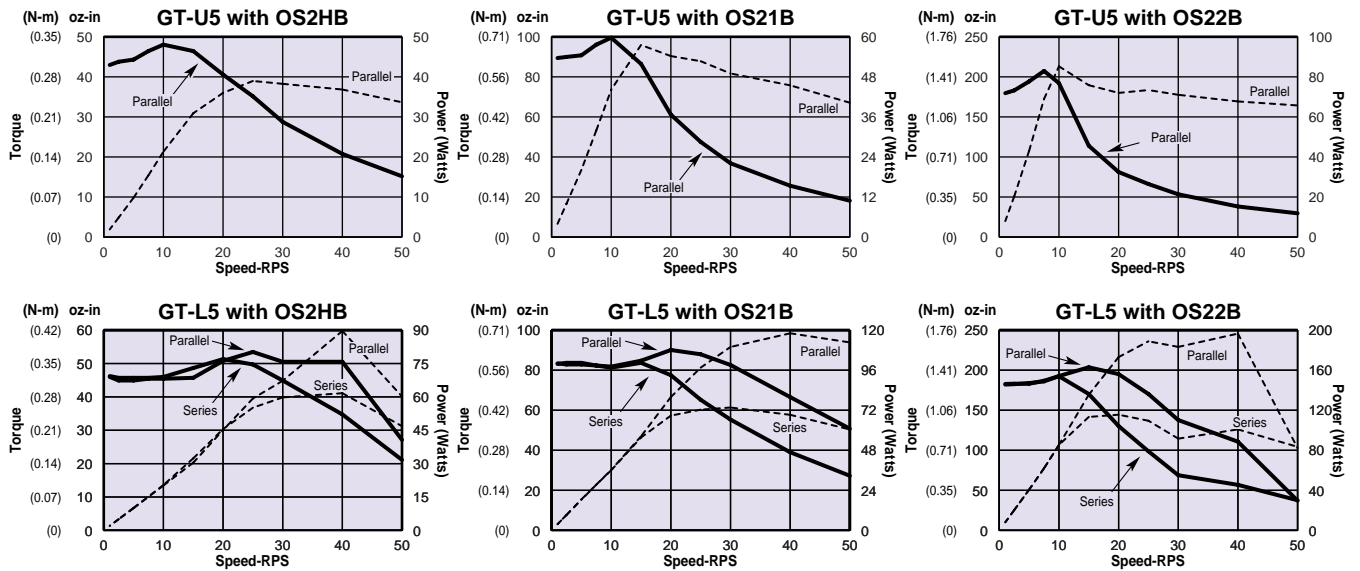 (N-m) oz-in GT-U5 with OS2HB
(0.35) 50 50
(0.28) 40 40
(0.21) 30 30
(0.14) 20 20
(0.07) 10 10
(0) 0 0
Torque
Power (Watts)
Parallel
Parallel
0 10 20 30 40 50
Speed-RPS
(N-m) oz-in GT-U5 with OS21B
(0.71) 100 60
(0.56) 80 48
(0.42) 60 36
(0.28) 40 24
(0.14) 20 12
(0) 0 0
Torque
Power (Watts)
Parallel
Parallel
0 10 20 30 40 50
Speed-RPS
(N-m) oz-in GT-U5 with OS22B
(1.76) 250 100
(1.41) 200 80
(1.06) 150 60
(0.71) 100 40
(0.35) 50 20
(0) 0 0
Torque
Power (Watts)
Parallel
Parallel
0 10 20 30 40 50
Speed-RPS
(N-m) oz-in GT-L5 with OS2HB
(0.42) 60 90
(0.35) 50 75
(0.28) 40 60
(0.21) 30 45
(0.14) 20 30
(0.07) 10 15
(0) 0 0
Torque
Power (Watts)
Parallel
Parallel
Series
Series
0 10 20 30 40 50
Speed-RPS
(N-m) oz-in GT-L5 with OS21B
(0.71) 100 120
(0.56) 80 96
(0.42) 60 72
(0.28) 40 48
(0.14) 20 24
(0) 0 0
Torque
Power (Watts)
Parallel
Parallel
Series
Series
0 10 20 30 40 50
Speed-RPS
(N-m) oz-in GT-L5 with OS22B
(1.76) 250 200
(1.41) 200 160
(1.06) 150 120
(0.71) 100 80
(0.35) 50 40
(0) 0 0
Torque
Power (Watts)
Parallel
Parallel
Series
Series
0 10 20 30 40 50
Speed-RPS